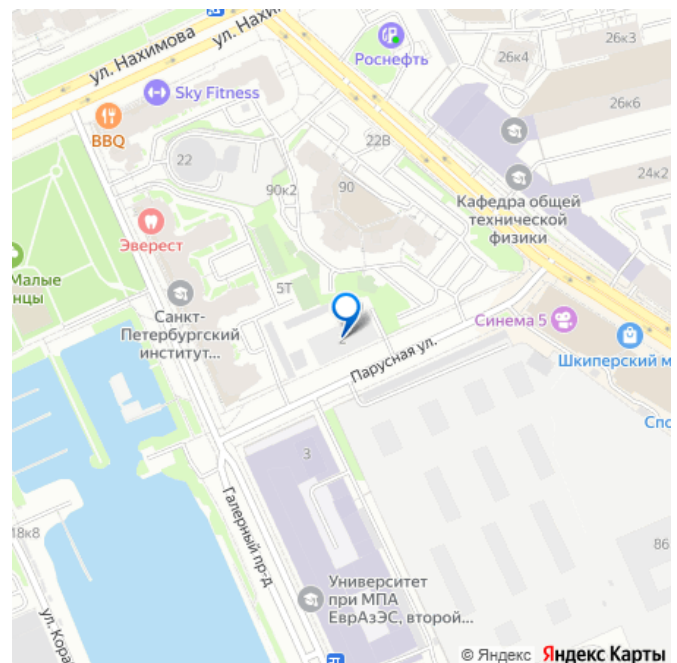 ул. Нахимова
ул. Нахимова
Роснефть
26к3
26к4
Sky Fitness
BBQ
26к6
22В
22
24к2
90к2
90
Кафедра общей
технической
физики
Эверест
Малые
нцы
5Т
Санкт-
Петербургский
институт...
2
Синема 5
Парусная ул.
Шкиперский м
Спо
3
Галерный пр-д
18к8
86
Университет
при МПА
ЕврАзЭС, второй...
ул. Кора
© Яндекс Яндекс Карты